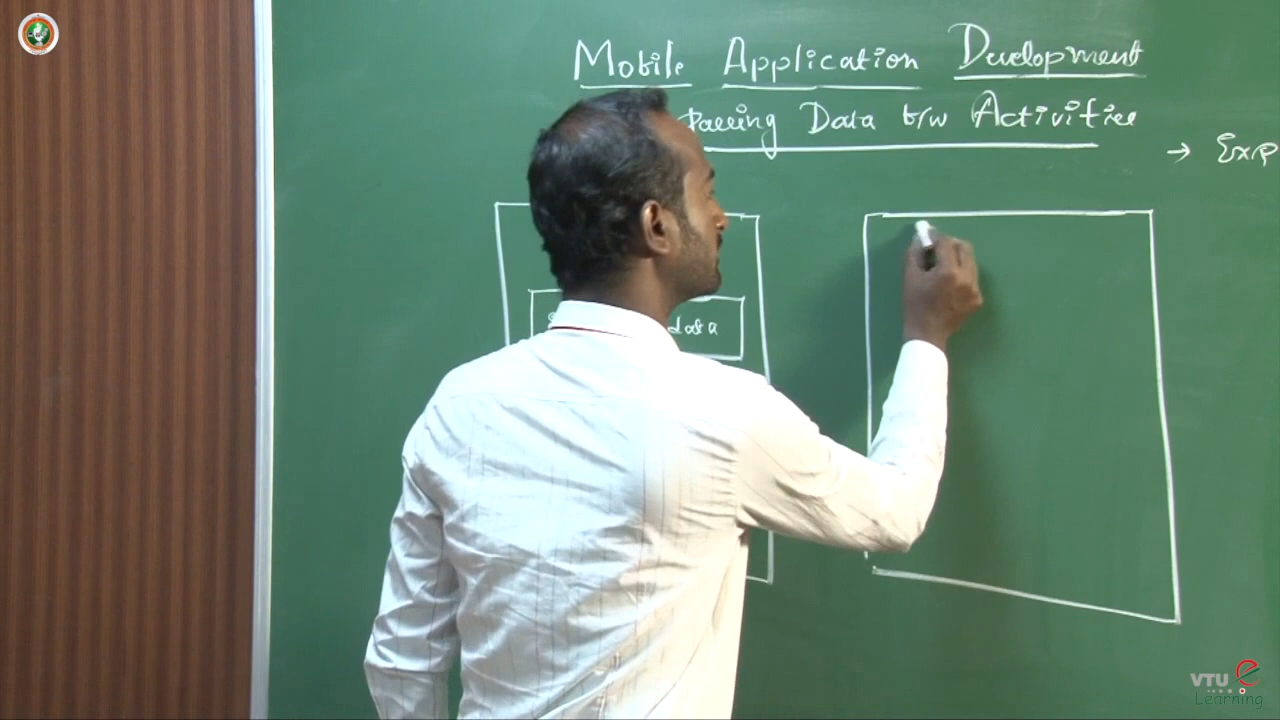 Mobile Application Development
Passing Data b/w Activities
→ Exp
data
VTU e
Learning